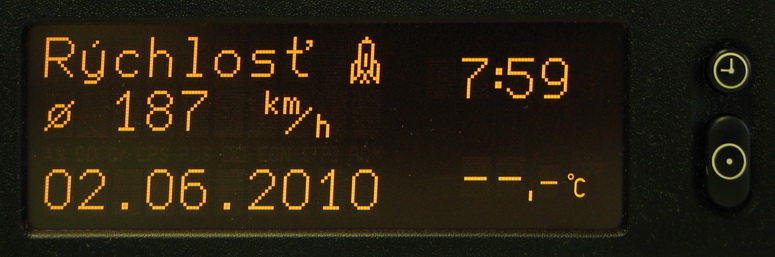 Rýchlosť 7:59
ø 187 km/h
02.06.2010 --,-°C